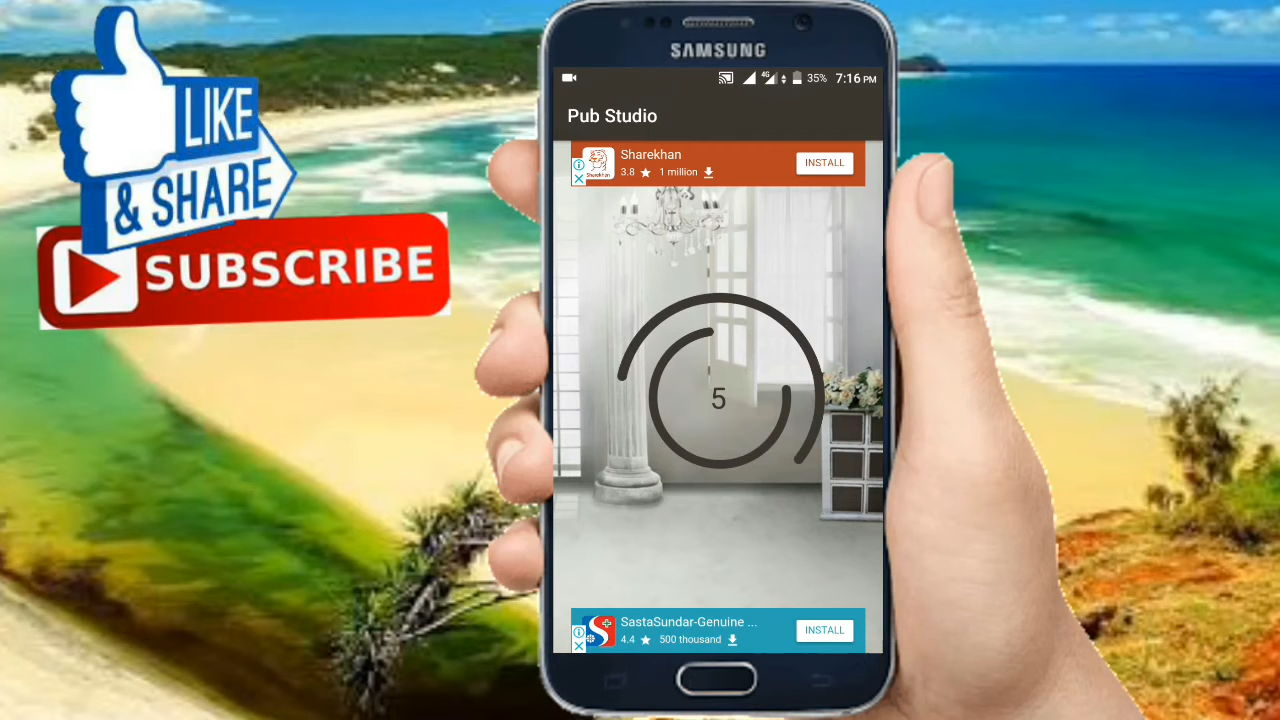 LIKE
& SHARE
SUBSCRIBE
SAMSUNG
4G 35% 7:16 PM
Pub Studio
Sharekhan
3.8 1 million
INSTALL
Sharekhan
5
SastaSundar-Genuine ...
4.4 500 thousand
INSTALL